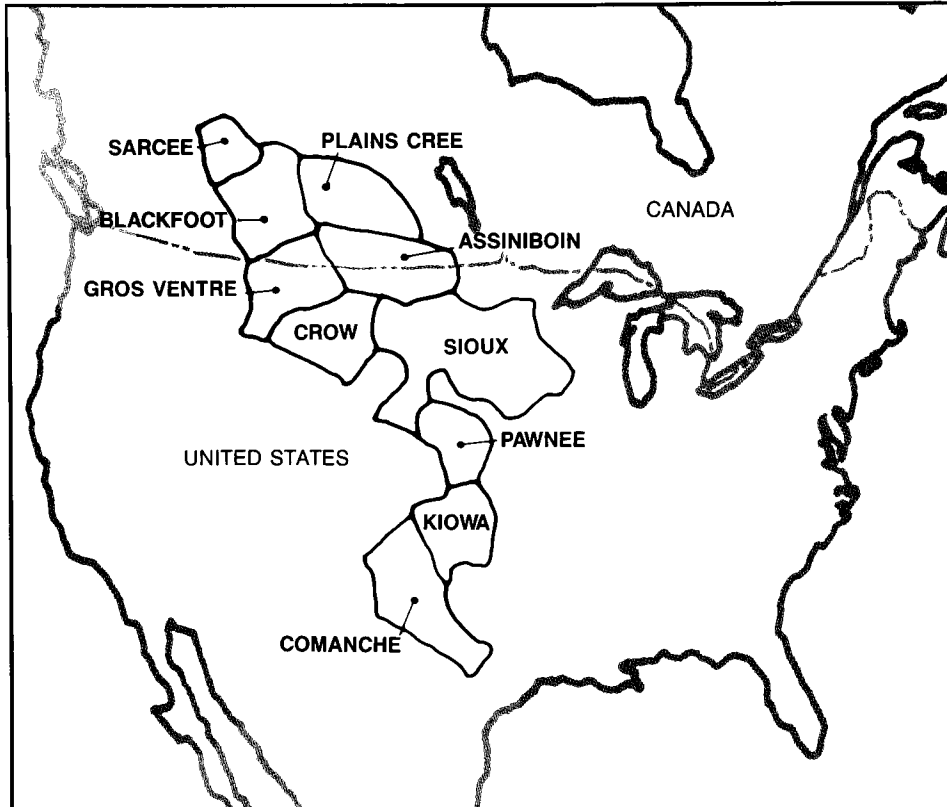 PLAINS CREE
SARCEE
CANADA
BLACKFOOT
ASSINIBOIN
GROS VENTRE
CROW
SIOUX
PAWNEE
UNITED STATES
KIOWA
COMANCHE